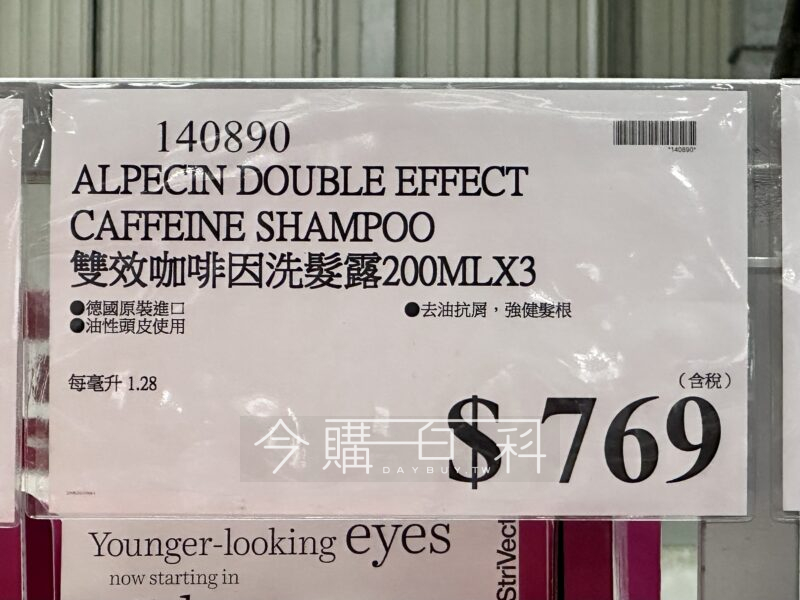 140890
*140890*
ALPECIN DOUBLE EFFECT
CAFFEINE SHAMPOO
雙效咖啡因洗髮露200MLX3
●德國原裝進口
●去油抗屑，強健髮根
●油性頭皮使用
每毫升 1.28
（含稅）
$ 769
今購百科
DAYBUY.TW
Younger-looking eyes
now starting in
StriVect